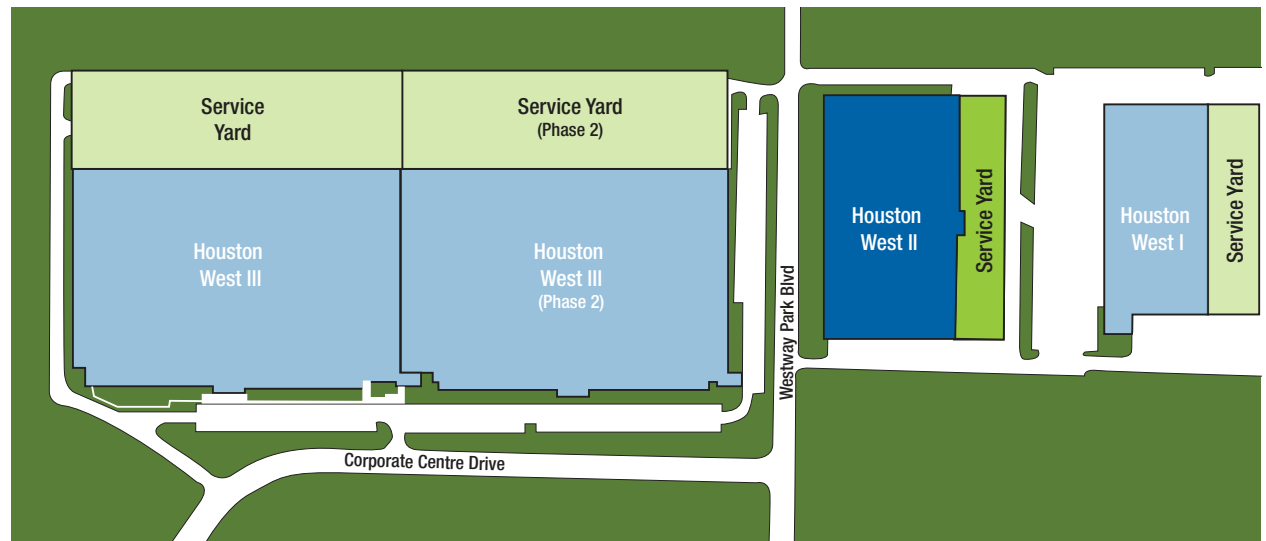 Service
Yard
Service Yard
(Phase 2)
Houston
West III
Houston
West III
(Phase 2)
Westway Park Blvd
Houston
West II
Service Yard
Houston
West I
Service Yard
Corporate Centre Drive